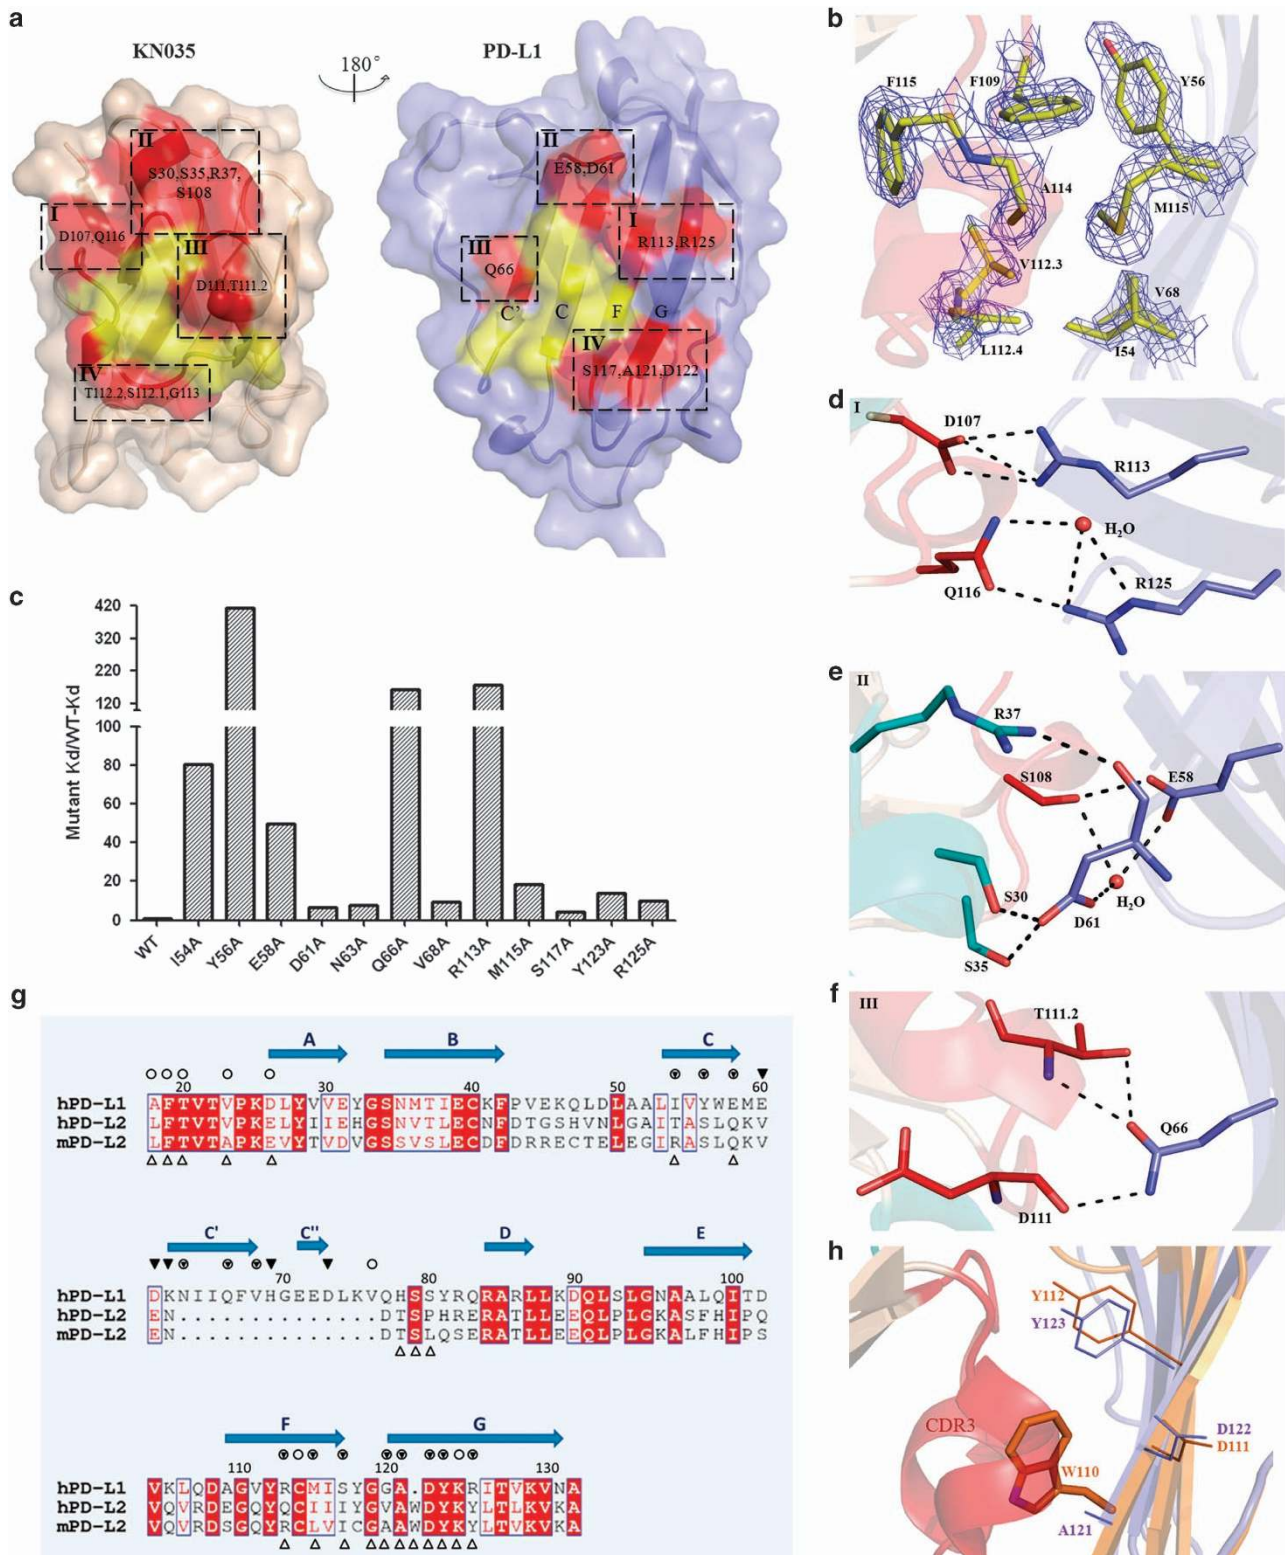 a
KN035
180°
PD-L1
II
S30,S35,R37,
S108
I
D107,Q116
III
D111,T111.2
IV
T112.2,S112.1,G113
II
E58,D61
I
R113,R125
III
Q66
C'
C
F
G
IV
S117,A121,D122
b
F115
F109
Y56
A114
M115
V112.3
V68
L112.4
I54
c
Mutant Kd/WT-Kd
420
320
220
120
100
80
60
40
20
0
WT
I54A
Y56A
E58A
D61A
N63A
Q66A
V68A
R113A
M115A
S117A
Y123A
R125A
d
I
D107
R113
H₂O
Q116
R125
e
II
R37
S108
E58
S30
H₂O
D61
S35
f
III
T111.2
Q66
D111
g
A B C
20 30 40 50 60
hPD-L1 AFTVTVPKDLYVVEYGSNMTIECKFPVEKQLDLAALIVYWEME
hPD-L2 LFTVTVPKELYIIEHGSNVTLECNFDTGSHVNLGAITASLQKV
mPD-L2 LFTVTAPKEVYTVDVGSSVSLECDFDRRECTELEGIRASLQKV
C' C'' D E
70 80 90 100
hPD-L1 DKNIIQFVHGEEDLKVQHSSYRQRARLLKDQLSLGNAALQITD
hPD-L2 EN..............DTSPHRERATLLEEQLPLGKASFHIPQ
mPD-L2 EN..............DTSLQSERATLLEEQLPLGKALFHIPS
F G
110 120 130
hPD-L1 VKLQDAGVYRCMISYGGA.DYKRITVKVNA
hPD-L2 VQVRDEGQYQCIIIYGVAWDYKYLTLKVKA
mPD-L2 VQVRDSGQYRCLVICGAAWDYKYLTVKVKA
h
Y112
Y123
CDR3
D122
D111
W110
A121